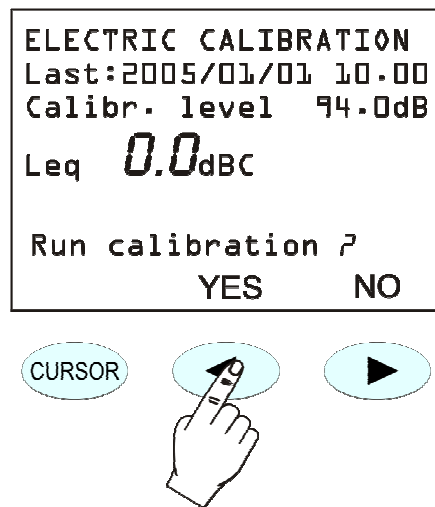 ELECTRIC CALIBRATION
Last:2005/01/01 10.00
Calibr. level 94.0dB
Leq 0.0dBC
Run calibration ?
YES NO
CURSOR ◀ ▶